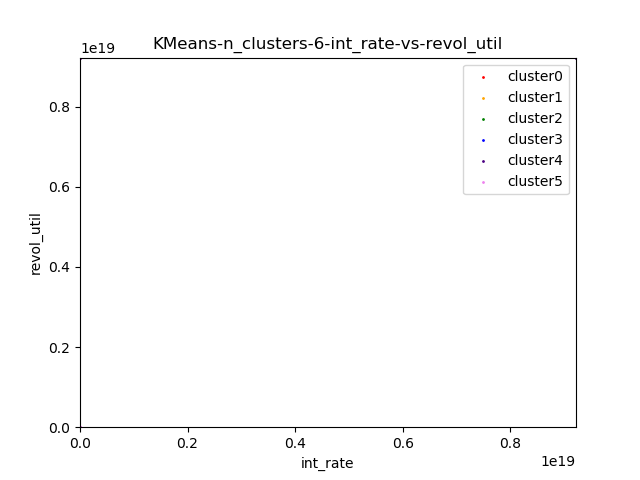 KMeans-n_clusters-6-int_rate-vs-revol_util
1e19
cluster0
cluster1
cluster2
cluster3
cluster4
cluster5
0.8
0.6
0.4
0.2
0.0
revol_util
0.0 0.2 0.4 0.6 0.8
1e19
int_rate